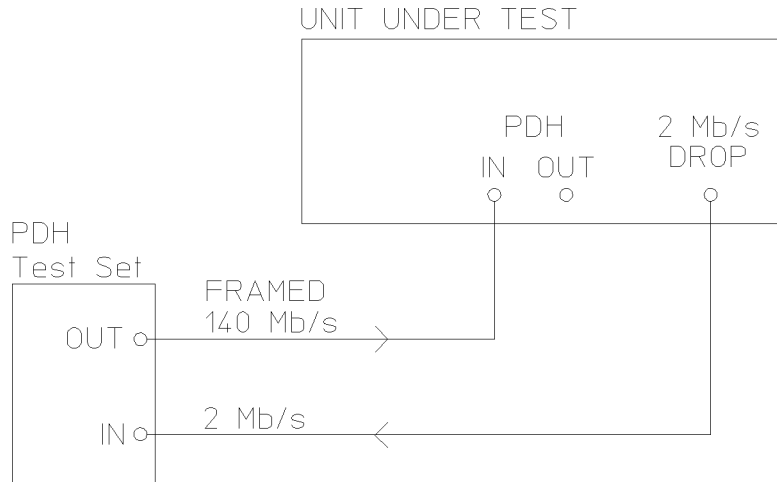 UNIT UNDER TEST
PDH
2 Mb/s
DROP
IN OUT
PDH
Test Set
FRAMED
140 Mb/s
OUT
2 Mb/s
IN